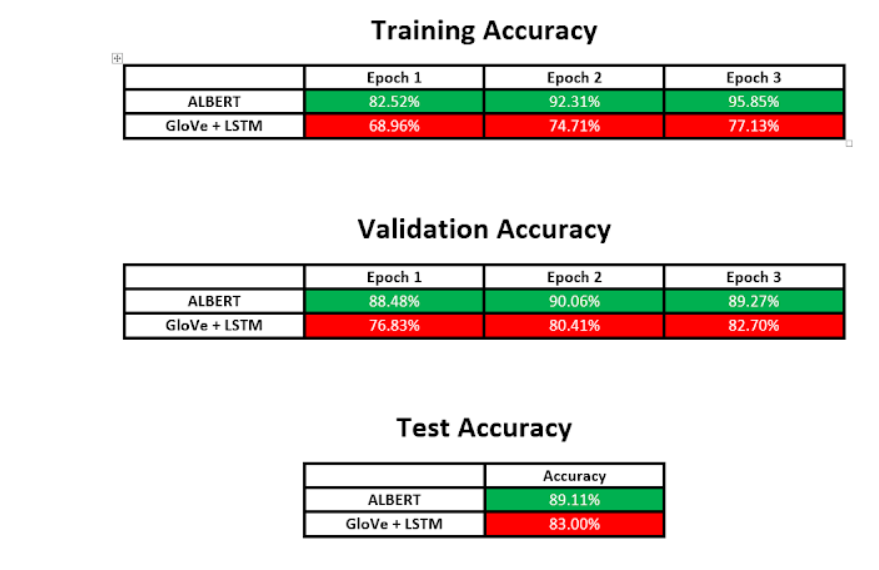 Training Accuracy
Epoch 1 Epoch 2 Epoch 3
ALBERT 82.52% 92.31% 95.85%
GloVe + LSTM 68.96% 74.71% 77.13%
Validation Accuracy
Epoch 1 Epoch 2 Epoch 3
ALBERT 88.48% 90.06% 89.27%
GloVe + LSTM 76.83% 80.41% 82.70%
Test Accuracy
Accuracy
ALBERT 89.11%
GloVe + LSTM 83.00%